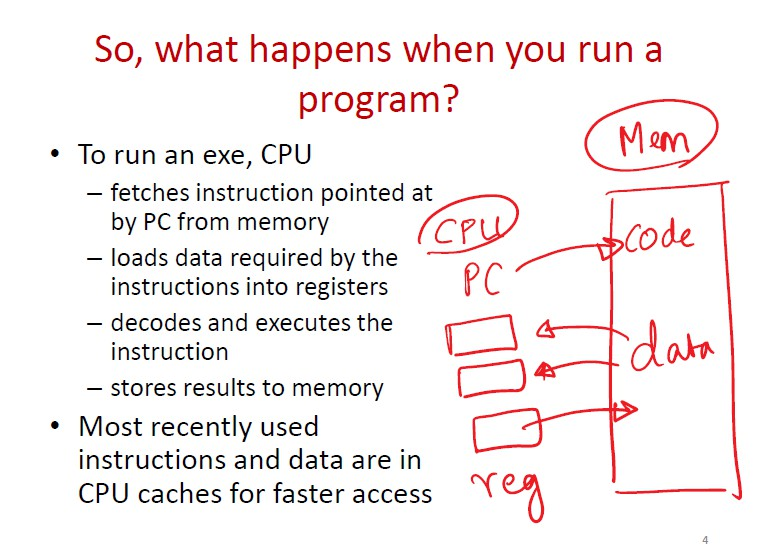 So, what happens when you run a
program?
• To run an exe, CPU
– fetches instruction pointed at
by PC from memory
– loads data required by the
instructions into registers
– decodes and executes the
instruction
– stores results to memory
• Most recently used
instructions and data are in
CPU caches for faster access
Mem
CPU
code
PC
data
reg
4